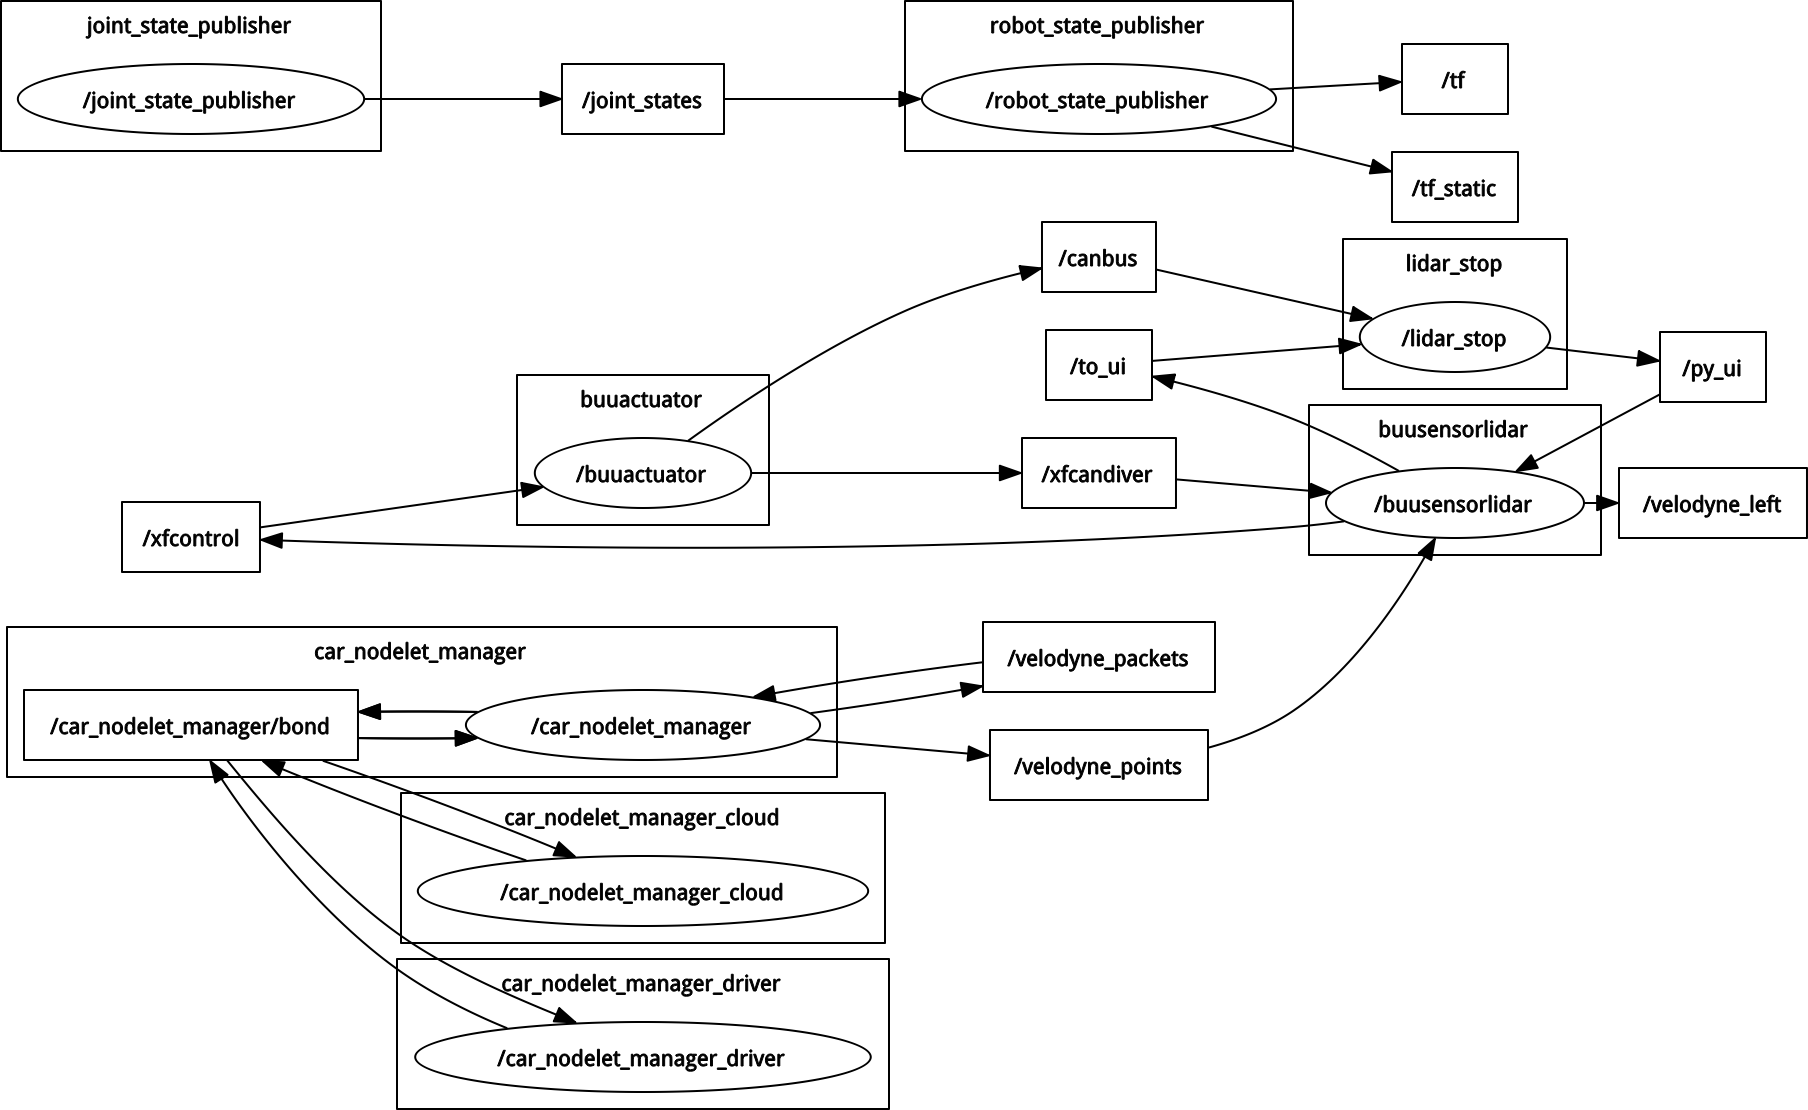 joint_state_publisher
/joint_state_publisher
/joint_states
robot_state_publisher
/robot_state_publisher
/tf
/tf_static
/canbus
lidar_stop
/lidar_stop
/to_ui
/py_ui
buuactuator
/buuactuator
/xfcandiver
buusensorlidar
/buusensorlidar
/velodyne_left
/xfcontrol
car_nodelet_manager
/car_nodelet_manager/bond
/car_nodelet_manager
/velodyne_packets
/velodyne_points
car_nodelet_manager_cloud
/car_nodelet_manager_cloud
car_nodelet_manager_driver
/car_nodelet_manager_driver